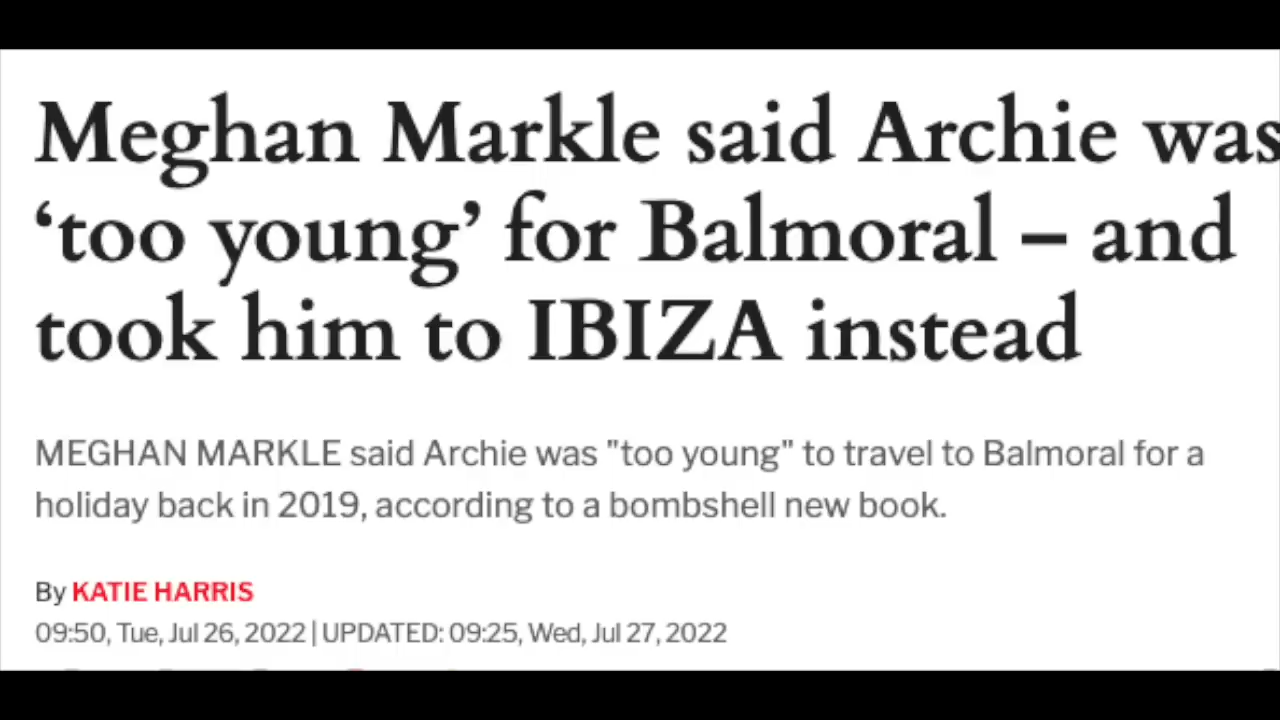 Meghan Markle said Archie was
‘too young’ for Balmoral – and
took him to IBIZA instead
MEGHAN MARKLE said Archie was "too young" to travel to Balmoral for a
holiday back in 2019, according to a bombshell new book.
By KATIE HARRIS
09:50, Tue, Jul 26, 2022 | UPDATED: 09:25, Wed, Jul 27, 2022